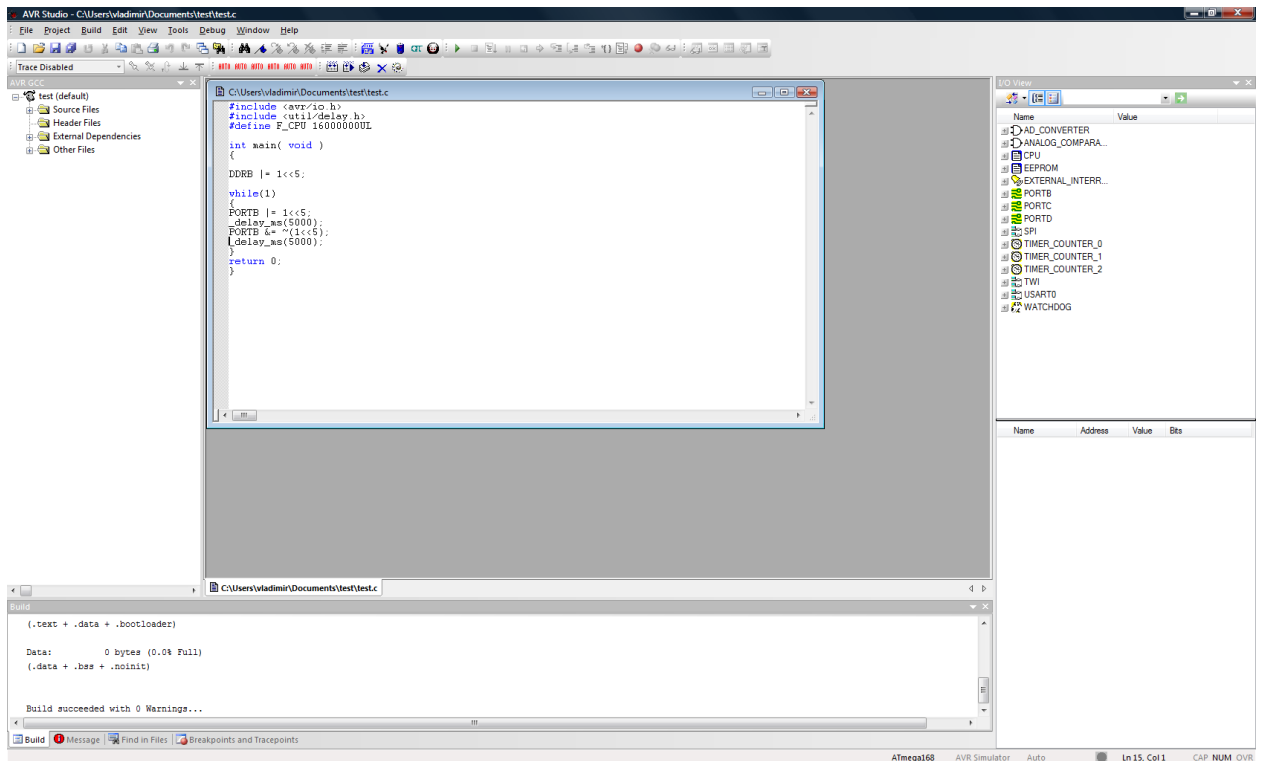 AVR Studio - C:\Users\vladimir\Documents\test\test.c
File Project Build Edit View Tools Debug Window Help
Trace Disabled
AUTO AUTO AUTO AUTO AUTO AUTO
AVR GCC
test (default)
Source Files
Header Files
External Dependencies
Other Files
C:\Users\vladimir\Documents\test\test.c
#include <avr/io.h>
#include <util/delay.h>
#define F_CPU 16000000UL
int main( void )
{
DDRB |= 1<<5;
while(1)
{
PORTB |= 1<<5;
_delay_ms(5000);
PORTB &= ~(1<<5);
_delay_ms(5000);
}
return 0;
}
C:\Users\vladimir\Documents\test\test.c
I/O View
Name Value
AD_CONVERTER
ANALOG_COMPARA...
CPU
EEPROM
EXTERNAL_INTERR...
PORTB
PORTC
PORTD
SPI
TIMER_COUNTER_0
TIMER_COUNTER_1
TIMER_COUNTER_2
TWI
USART0
WATCHDOG
Name Address Value Bits
Build
(.text + .data + .bootloader)
Data: 0 bytes (0.0% Full)
(.data + .bss + .noinit)
Build succeeded with 0 Warnings...
Build Message Find in Files Breakpoints and Tracepoints
ATmega168 AVR Simulator Auto Ln 15, Col 1 CAP NUM OVR